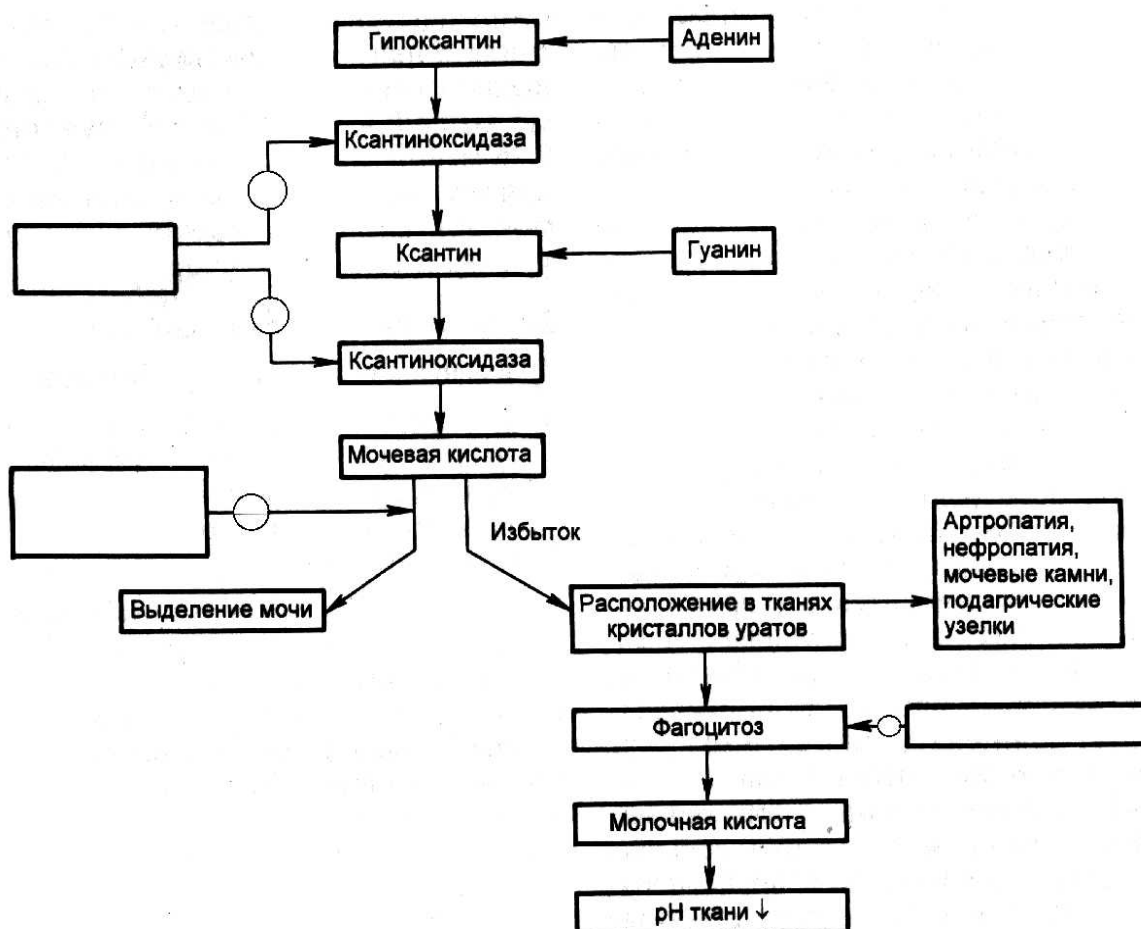 Гипоксантин
Аденин
Ксантиноксидаза
Ксантин
Гуанин
Ксантиноксидаза
Мочевая кислота
Избыток
Артропатия,
нефропатия,
мочевые камни,
подагрические
узелки
Выделение мочи
Расположение в тканях
кристаллов уратов
Фагоцитоз
Молочная кислота
pH ткани ↓